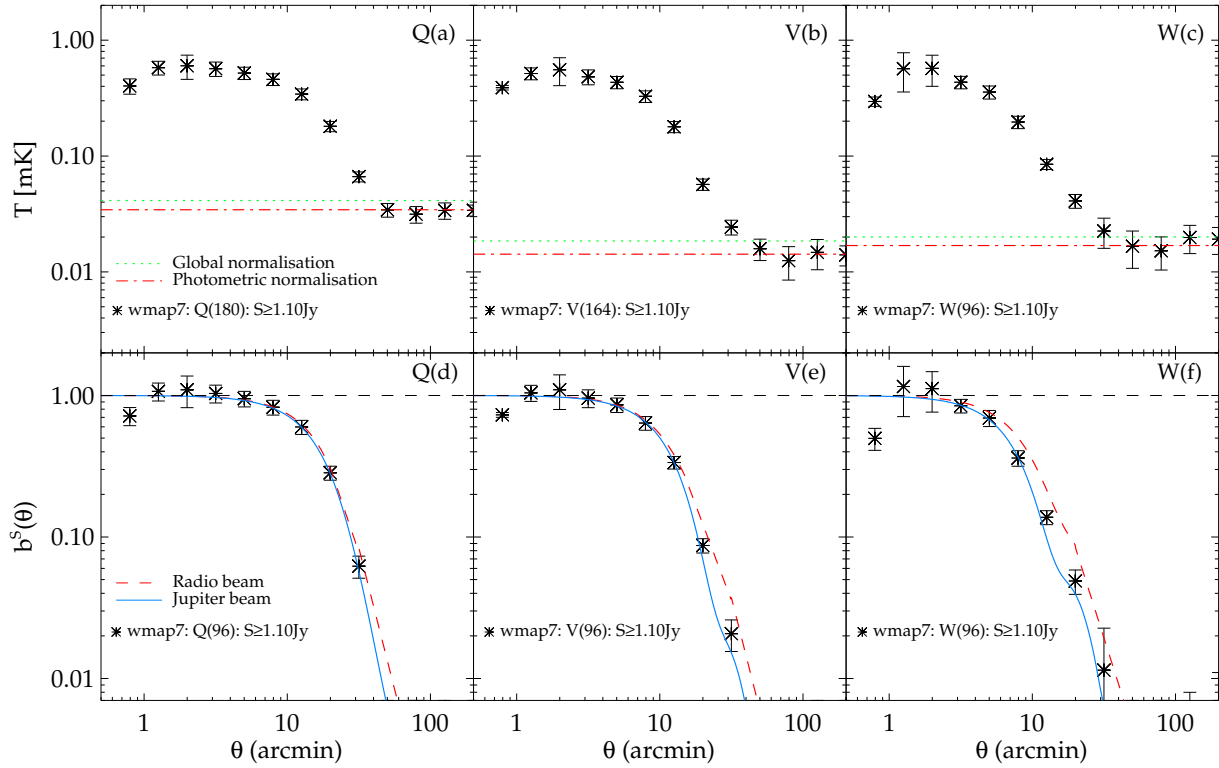 Q(a)
V(b)
W(c)
1.00
0.10
0.01
T [mK]
Global normalisation
Photometric normalisation
wmap7: Q(180): S≥1.10Jy
wmap7: V(164): S≥1.10Jy
wmap7: W(96): S≥1.10Jy
Q(d)
V(e)
W(f)
1.00
0.10
0.01
b^S(θ)
Radio beam
Jupiter beam
wmap7: Q(96): S≥1.10Jy
wmap7: V(96): S≥1.10Jy
wmap7: W(96): S≥1.10Jy
1 10 100
1 10 100
1 10 100
θ (arcmin)
θ (arcmin)
θ (arcmin)